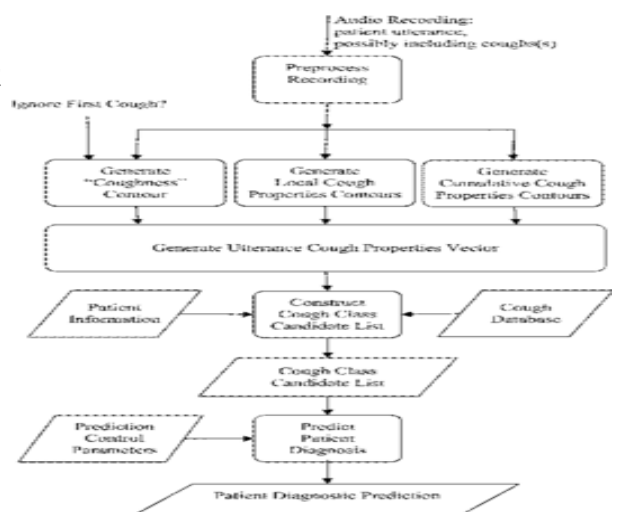 Audio Recording:
patient utterance,
possibly including coughs(s)
Preprocess
Recording
Ignore First Cough?
Generate
"Coughness"
Contour
Generate
Local Cough
Properties Contours
Generate
Cumulative Cough
Properties Contours
Generate Utterance Cough Properties Vector
Patient
Information
Construct
Cough Class
Candidate List
Cough
Database
Cough Class
Candidate List
Prediction
Control
Parameters
Predict
Patient
Diagnosis
Patient Diagnostic Prediction